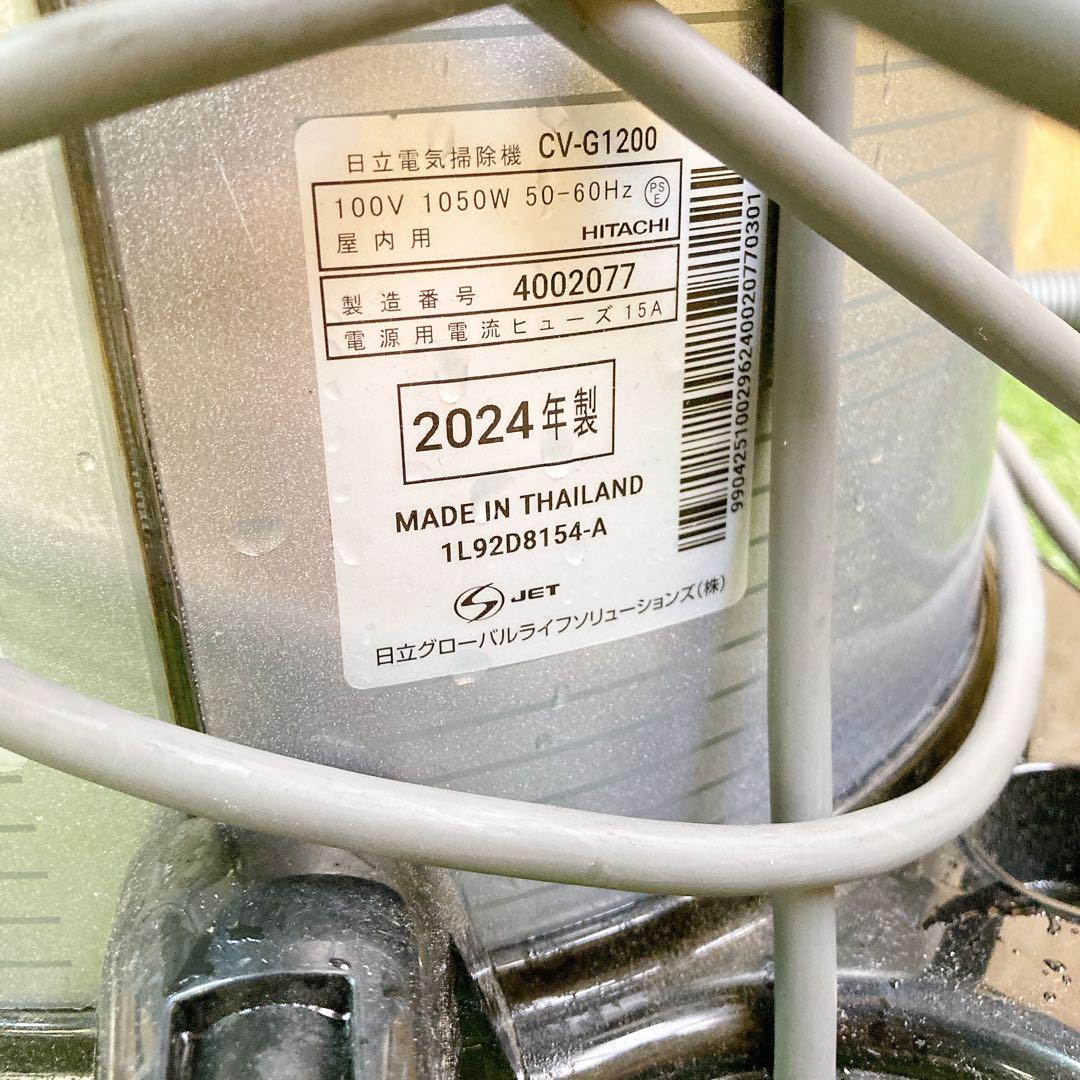 日立電気掃除機 CV-G1200
100V 1050W 50-60Hz PSE
屋内用 HITACHI
製造番号 4002077
電源用電流ヒューズ 15A
2024年製
MADE IN THAILAND
1L92D8154-A
S JET
日立グローバルライフソリューションズ(株)
990425100296240020770301